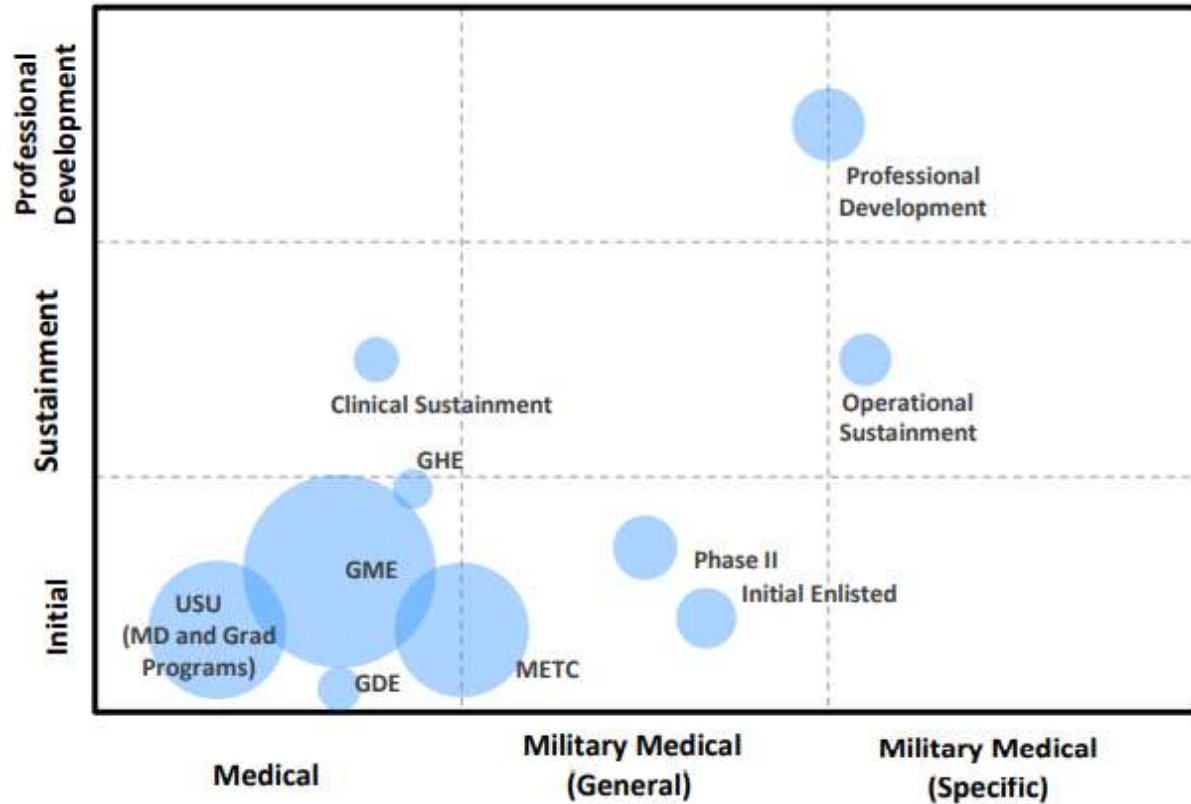 Professional
Development
Professional
Development
Sustainment
Clinical Sustainment
Operational
Sustainment
GHE
Initial
GME
Phase II
Initial Enlisted
USU
(MD and Grad
Programs)
METC
GDE
Medical
Military Medical
(General)
Military Medical
(Specific)